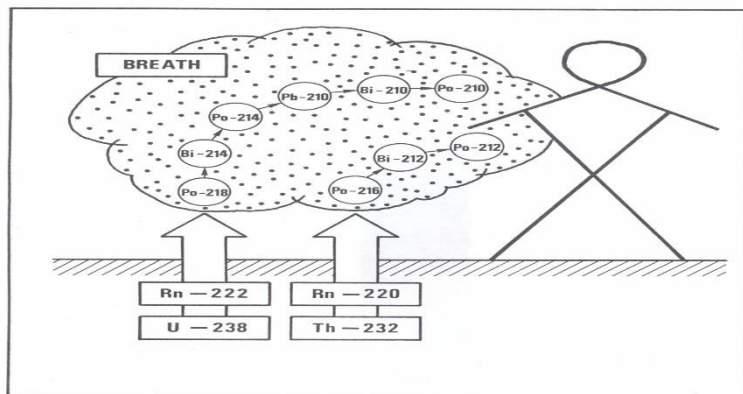 BREATH
Po-214
Pb-210
Bi-210
Po-210
Bi-214
Po-218
Po-216
Bi-212
Po-212
Rn — 222
U — 238
Rn — 220
Th — 232